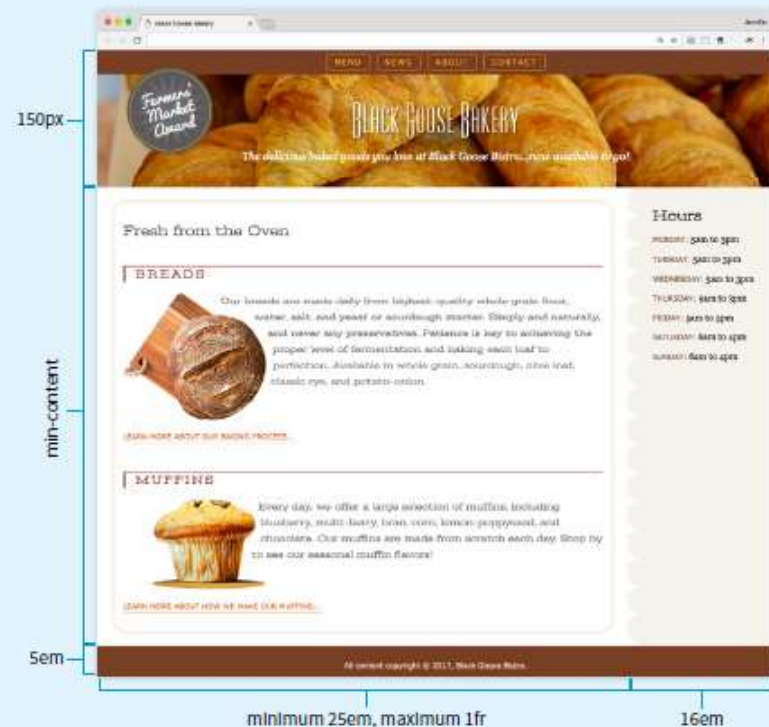 black goose bakery
MENU NEWS ABOUT CONTACT
150px
Farmers'
Market
Award
BLACK GOOSE BAKERY
The delicious baked goods you love at Black Goose Bistro...now available to go!
Fresh from the Oven
BREADS
Our breads are made daily from highest-quality whole grain flour,
water, salt, and yeast or sourdough starter. Simply and naturally,
and never any preservatives. Patience is key to achieving the
proper level of fermentation and baking each loaf to
perfection. Available in whole grain, sourdough, olive loaf,
classic rye, and potato-onion.
LEARN MORE ABOUT OUR BAKING PROCESS...
MUFFINS
Every day, we offer a large selection of muffins, including
blueberry, multi-berry, bran, corn, lemon-poppyseed, and
chocolate. Our muffins are made from scratch each day. Stop by
to see our seasonal muffin flavors!
LEARN MORE ABOUT HOW WE MAKE OUR MUFFINS...
Hours
MONDAY: 5am to 3pm
TUESDAY: 5am to 3pm
WEDNESDAY: 5am to 3pm
THURSDAY: 5am to 3pm
FRIDAY: 5am to 3pm
SATURDAY: 6am to 4pm
SUNDAY: 6am to 4pm
min-content
5em
All content copyright © 2017, Black Goose Bistro.
minimum 25em, maximum 1fr
16em